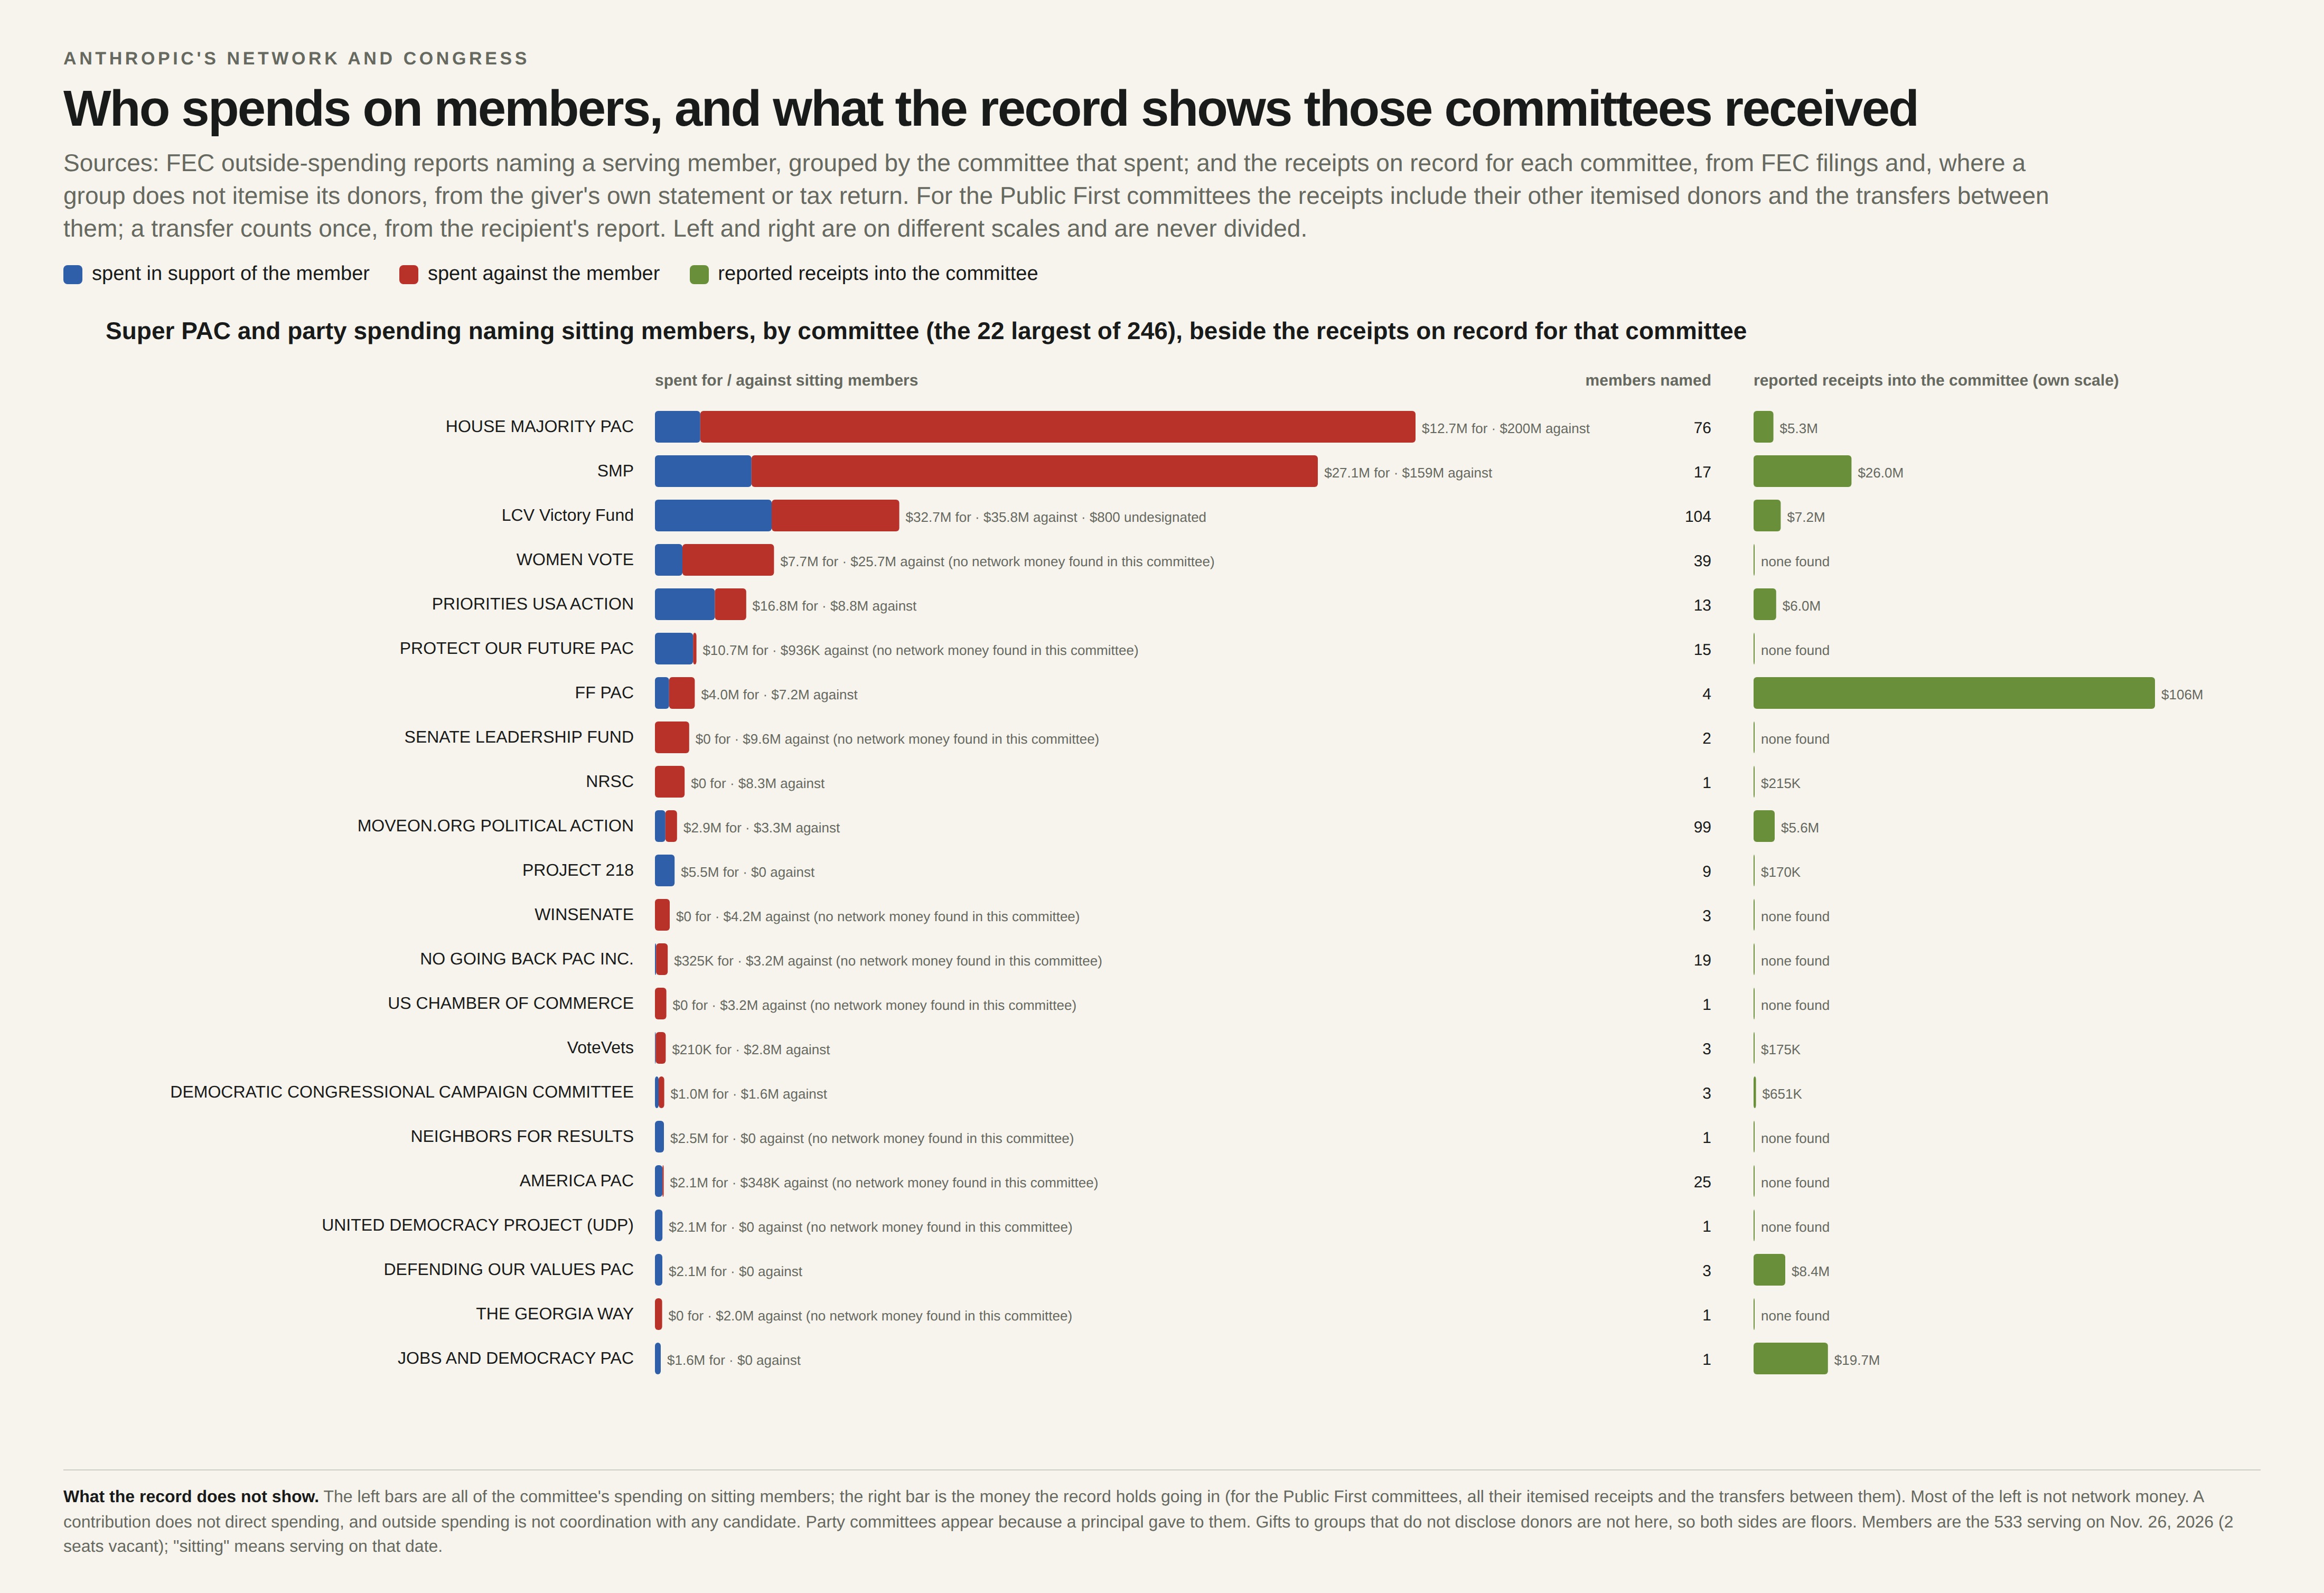 ANTHROPIC'S NETWORK AND CONGRESS
Who spends on members, and what the record shows those committees received
Sources: FEC outside-spending reports naming a serving member, grouped by the committee that spent; and the receipts on record for each committee, from FEC filings and, where a
group does not itemise its donors, from the giver's own statement or tax return. For the Public First committees the receipts include their other itemised donors and the transfers between
them; a transfer counts once, from the recipient's report. Left and right are on different scales and are never divided.
spent in support of the member spent against the member reported receipts into the committee
Super PAC and party spending naming sitting members, by committee (the 22 largest of 246), beside the receipts on record for that committee
spent for / against sitting members members named reported receipts into the committee (own scale)
HOUSE MAJORITY PAC $12.7M for · $200M against 76 $5.3M
SMP $27.1M for · $159M against 17 $26.0M
LCV Victory Fund $32.7M for · $35.8M against · $800 undesignated 104 $7.2M
WOMEN VOTE $7.7M for · $25.7M against (no network money found in this committee) 39 none found
PRIORITIES USA ACTION $16.8M for · $8.8M against 13 $6.0M
PROTECT OUR FUTURE PAC $10.7M for · $936K against (no network money found in this committee) 15 none found
FF PAC $4.0M for · $7.2M against 4 $106M
SENATE LEADERSHIP FUND $0 for · $9.6M against (no network money found in this committee) 2 none found
NRSC $0 for · $8.3M against 1 $215K
MOVEON.ORG POLITICAL ACTION $2.9M for · $3.3M against 99 $5.6M
PROJECT 218 $5.5M for · $0 against 9 $170K
WINSENATE $0 for · $4.2M against (no network money found in this committee) 3 none found
NO GOING BACK PAC INC. $325K for · $3.2M against (no network money found in this committee) 19 none found
US CHAMBER OF COMMERCE $0 for · $3.2M against (no network money found in this committee) 1 none found
VoteVets $210K for · $2.8M against 3 $175K
DEMOCRATIC CONGRESSIONAL CAMPAIGN COMMITTEE $1.0M for · $1.6M against 3 $651K
NEIGHBORS FOR RESULTS $2.5M for · $0 against (no network money found in this committee) 1 none found
AMERICA PAC $2.1M for · $348K against (no network money found in this committee) 25 none found
UNITED DEMOCRACY PROJECT (UDP) $2.1M for · $0 against (no network money found in this committee) 1 none found
DEFENDING OUR VALUES PAC $2.1M for · $0 against 3 $8.4M
THE GEORGIA WAY $0 for · $2.0M against (no network money found in this committee) 1 none found
JOBS AND DEMOCRACY PAC $1.6M for · $0 against 1 $19.7M
What the record does not show. The left bars are all of the committee's spending on sitting members; the right bar is the money the record holds going in (for the Public First committees, all their itemised receipts and the transfers between them). Most of the left is not network money. A
contribution does not direct spending, and outside spending is not coordination with any candidate. Party committees appear because a principal gave to them. Gifts to groups that do not disclose donors are not here, so both sides are floors. Members are the 533 serving on Nov. 26, 2026 (2
seats vacant); "sitting" means serving on that date.